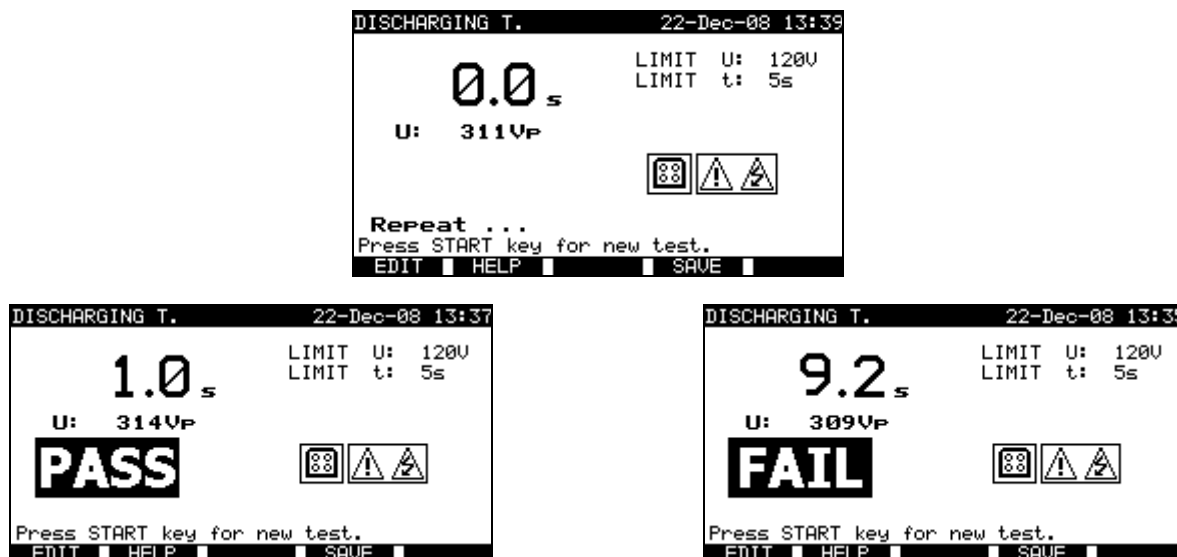 DISCHARGING T. 22-Dec-08 13:39
0.0 s
LIMIT U: 120V
LIMIT t: 5s
U: 311Vp
Repeat ...
Press START key for new test.
EDIT HELP SAVE
DISCHARGING T. 22-Dec-08 13:37
1.0 s
LIMIT U: 120V
LIMIT t: 5s
U: 314Vp
PASS
Press START key for new test.
EDIT HELP SAVE
DISCHARGING T. 22-Dec-08
9.2 s
LIMIT U: 120V
LIMIT t: 5s
U: 309Vp
FAIL
Press START key for new test.
EDIT HELP SAVE